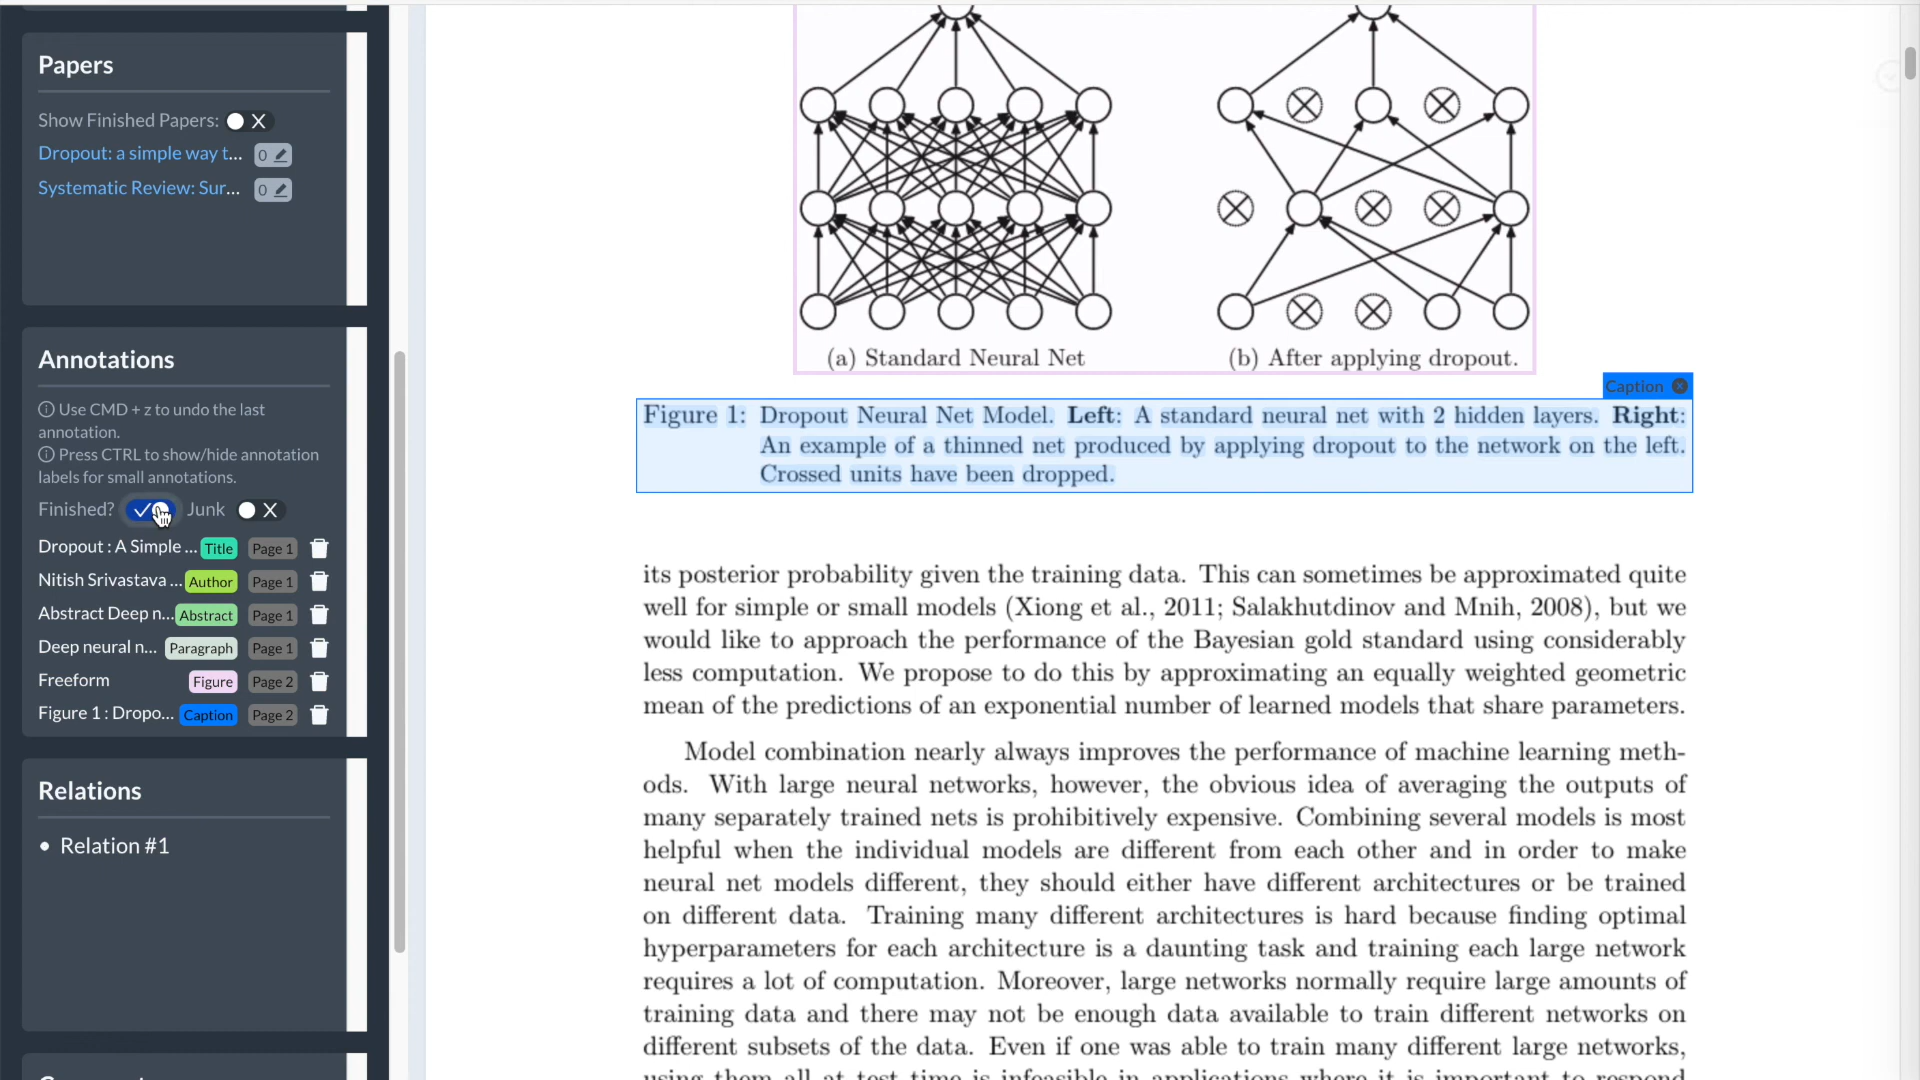 Papers
Show Finished Papers: X
Dropout: a simple way t... 0
Systematic Review: Sur... 0
Annotations
Use CMD + z to undo the last
annotation.
Press CTRL to show/hide annotation
labels for small annotations.
Finished? Junk X
Dropout : A Simple ... Title Page 1
Nitish Srivastava ... Author Page 1
Abstract Deep n... Abstract Page 1
Deep neural n... Paragraph Page 1
Freeform Figure Page 2
Figure 1 : Dropo... Caption Page 2
Relations
• Relation #1
(a) Standard Neural Net
(b) After applying dropout.
Caption
Figure 1: Dropout Neural Net Model. Left: A standard neural net with 2 hidden layers. Right:
An example of a thinned net produced by applying dropout to the network on the left.
Crossed units have been dropped.
its posterior probability given the training data. This can sometimes be approximated quite
well for simple or small models (Xiong et al., 2011; Salakhutdinov and Mnih, 2008), but we
would like to approach the performance of the Bayesian gold standard using considerably
less computation. We propose to do this by approximating an equally weighted geometric
mean of the predictions of an exponential number of learned models that share parameters.
Model combination nearly always improves the performance of machine learning meth-
ods. With large neural networks, however, the obvious idea of averaging the outputs of
many separately trained nets is prohibitively expensive. Combining several models is most
helpful when the individual models are different from each other and in order to make
neural net models different, they should either have different architectures or be trained
on different data. Training many different architectures is hard because finding optimal
hyperparameters for each architecture is a daunting task and training each large network
requires a lot of computation. Moreover, large networks normally require large amounts of
training data and there may not be enough data available to train different networks on
different subsets of the data. Even if one was able to train many different large networks,
using them all at test time is infeasible in applications where it is important to respond